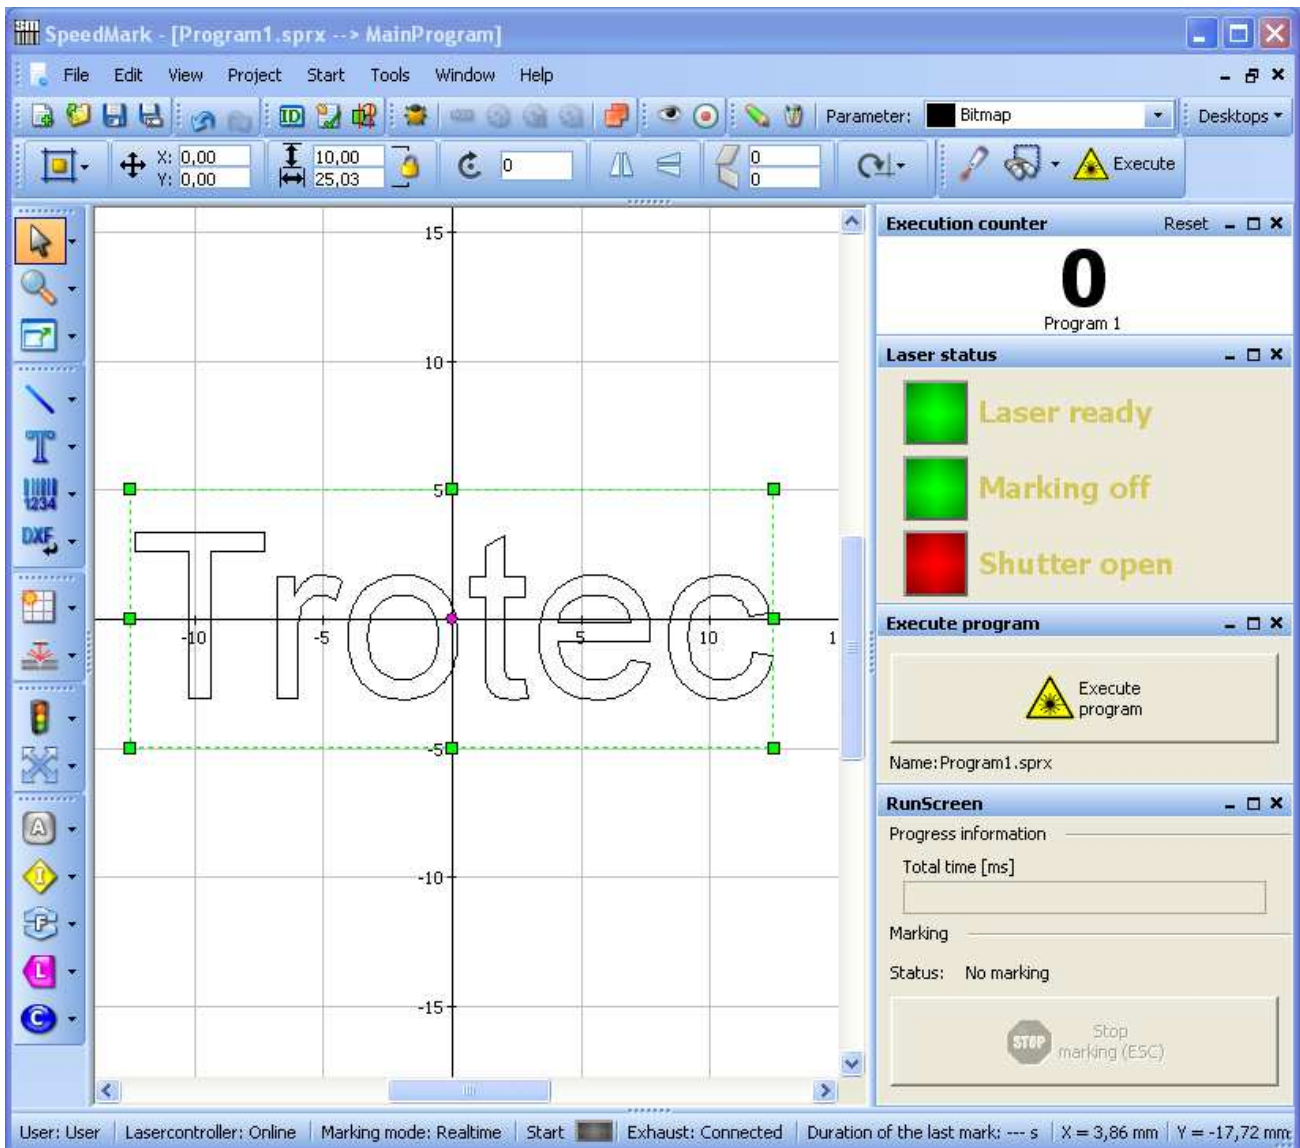 SpeedMark - [Program1.sprx --> MainProgram]
File Edit View Project Start Tools Window Help
ID Parameter: Bitmap Desktops
X: 0,00 10,00 0 0 Execute
Y: 0,00 25,03 0
Execution counter Reset
0
Program 1
Laser status
Laser ready
Marking off
Shutter open
Execute program
Execute
program
Name:Program1.sprx
RunScreen
Progress information
Total time [ms]
Marking
Status: No marking
STOP Stop
marking (ESC)
T
1234
DXF
A
I
F
L
C
15
10
5
-10 -5 5 10 1
Trotec
-5
-10
-15
User: User Lasercontroller: Online Marking mode: Realtime Start Exhaust: Connected Duration of the last mark: --- s X = 3,86 mm Y = -17,72 mm